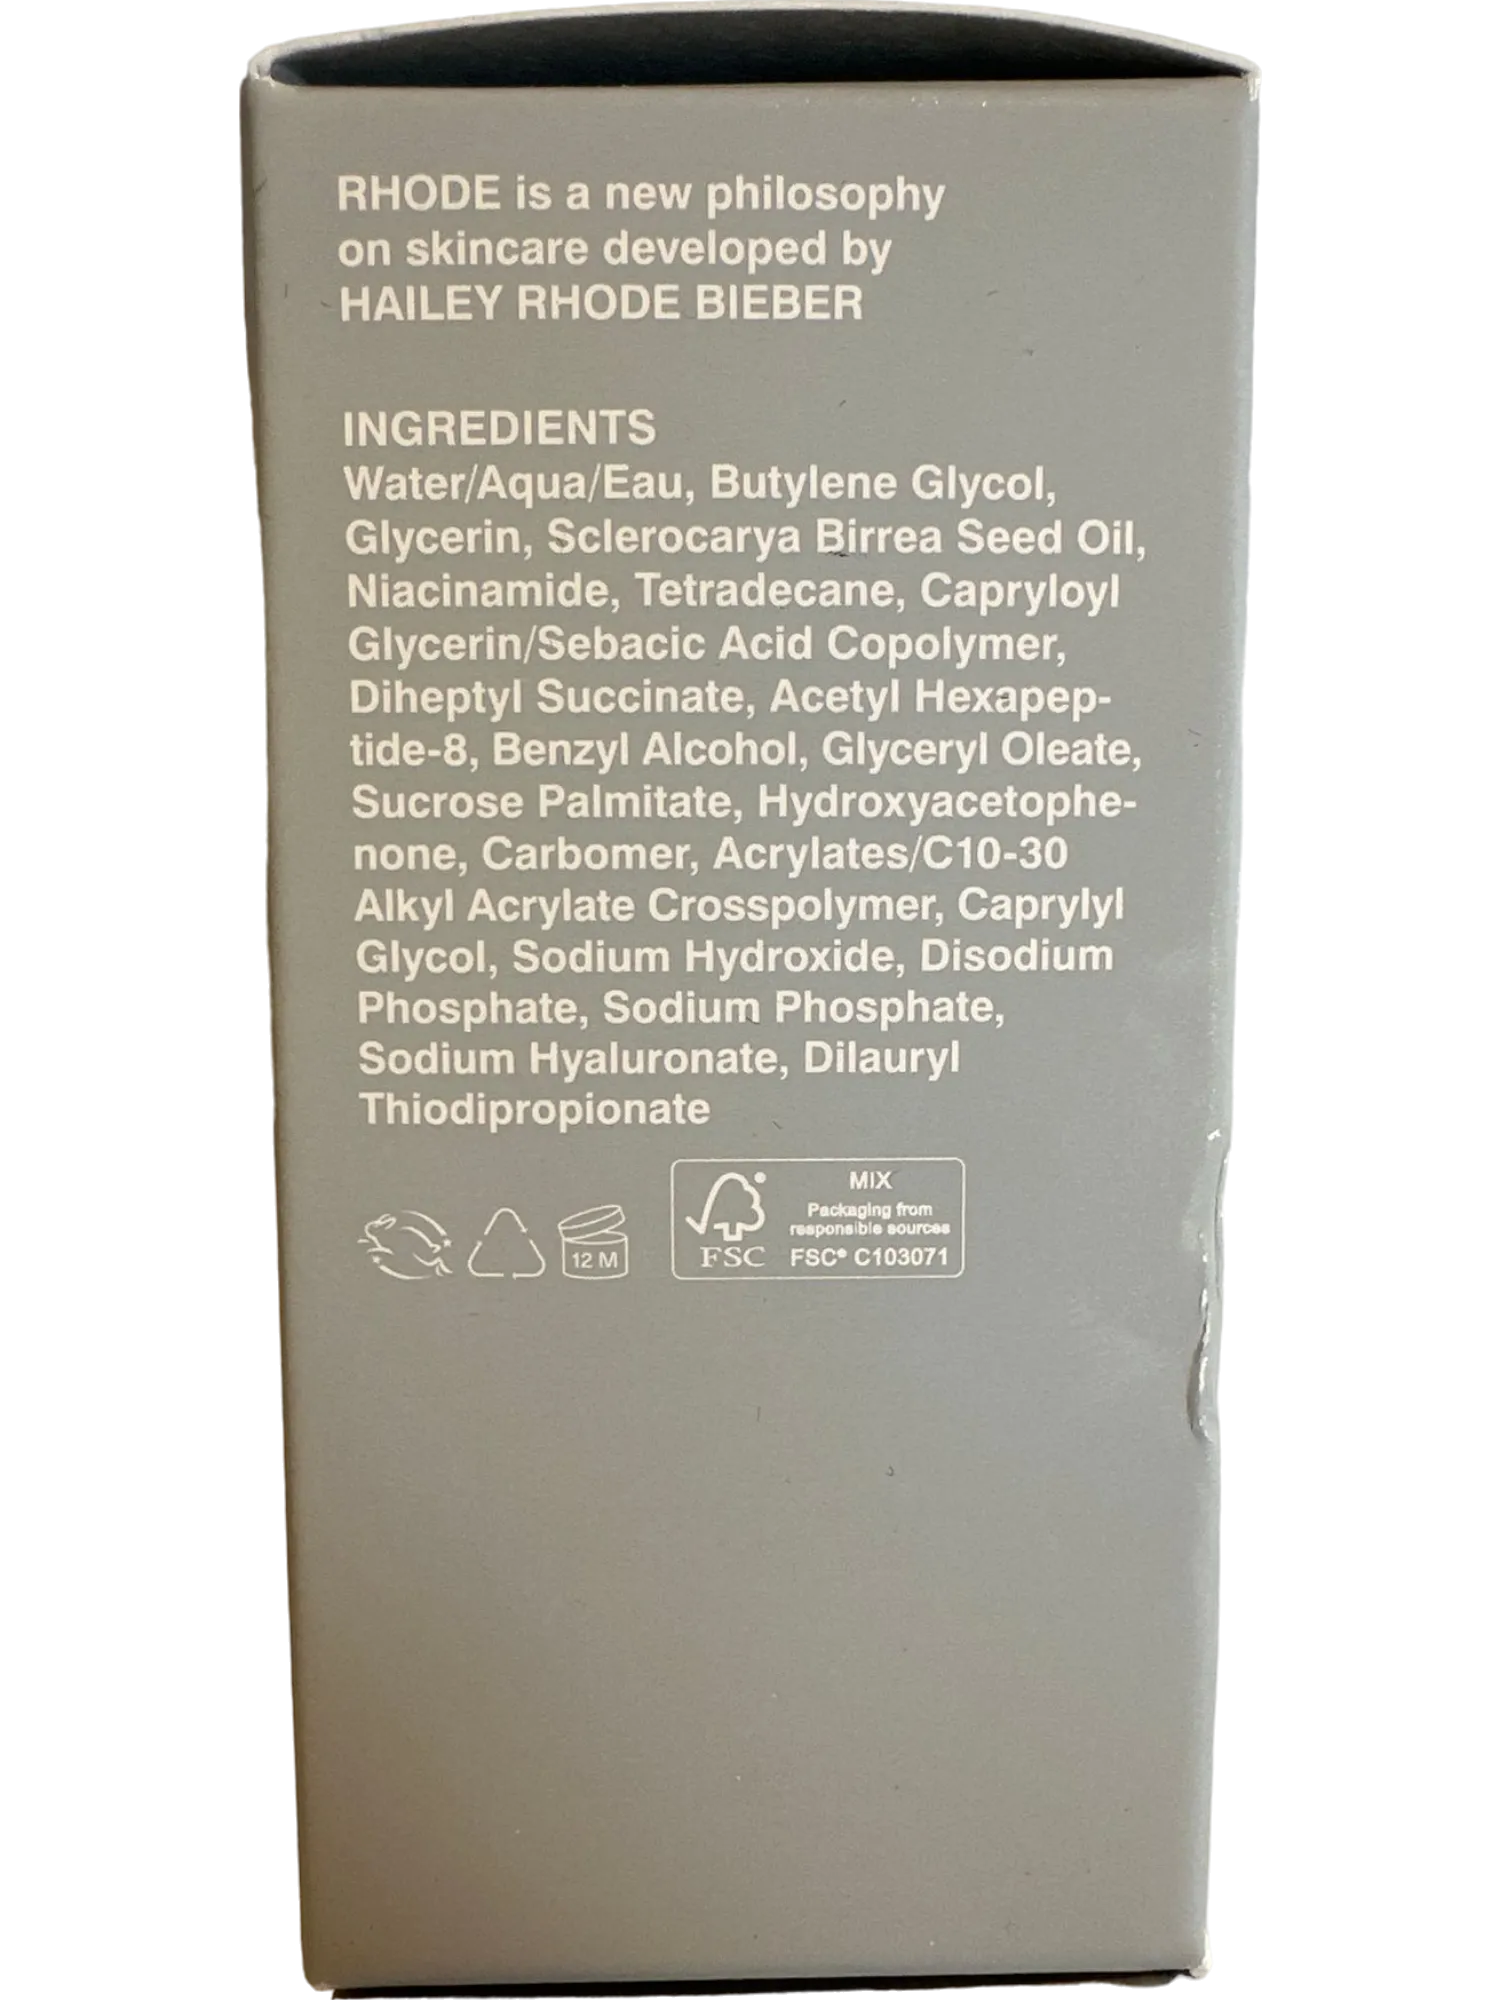 RHODE is a new philosophy
on skincare developed by
HAILEY RHODE BIEBER
INGREDIENTS
Water/Aqua/Eau, Butylene Glycol,
Glycerin, Sclerocarya Birrea Seed Oil,
Niacinamide, Tetradecane, Capryloyl
Glycerin/Sebacic Acid Copolymer,
Diheptyl Succinate, Acetyl Hexapep-
tide-8, Benzyl Alcohol, Glyceryl Oleate,
Sucrose Palmitate, Hydroxyacetophe-
none, Carbomer, Acrylates/C10-30
Alkyl Acrylate Crosspolymer, Caprylyl
Glycol, Sodium Hydroxide, Disodium
Phosphate, Sodium Phosphate,
Sodium Hyaluronate, Dilauryl
Thiodipropionate
12 M
FSC
MIX
Packaging from
responsible sources
FSC® C103071